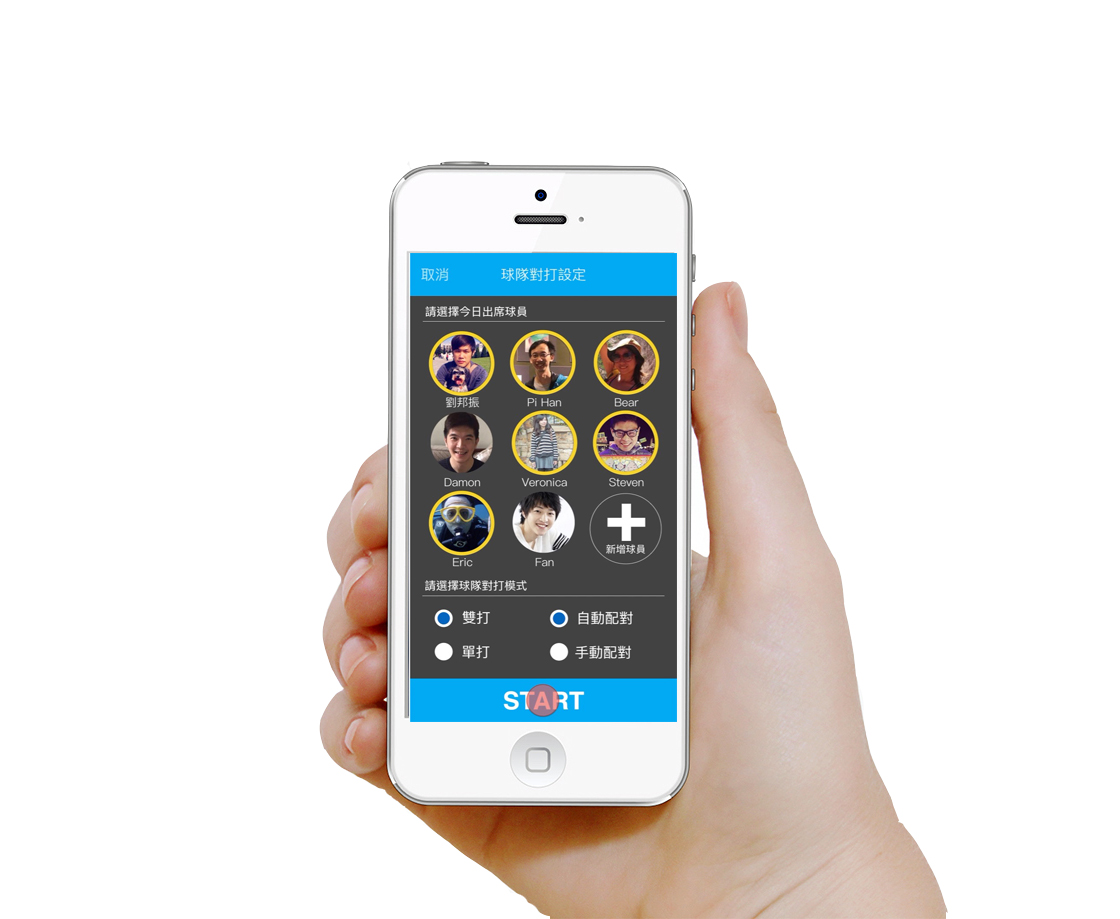 取消 球隊對打設定
請選擇今日出席球員
劉邦振 Pi Han Bear
Damon Veronica Steven
新增球員
Eric Fan
請選擇球隊對打模式
雙打 自動配對
單打 手動配對
START